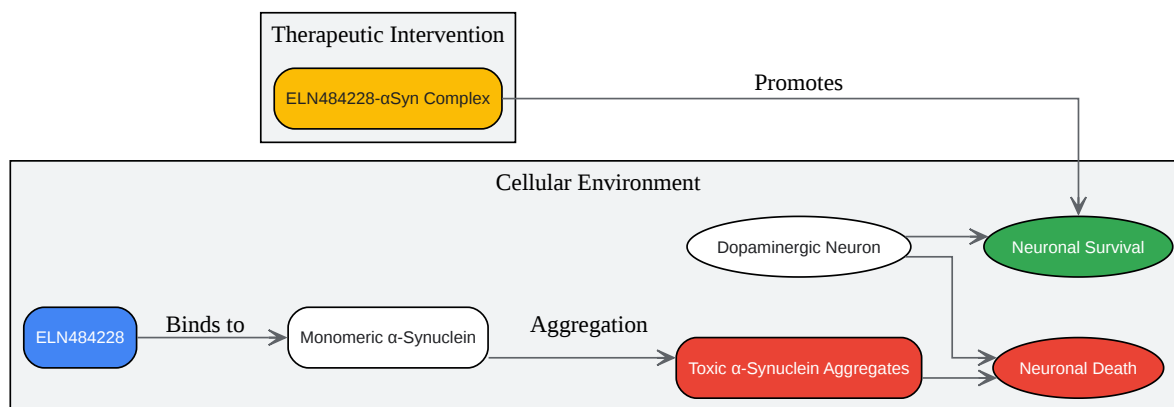 Therapeutic Intervention
ELN484228-αSyn Complex
Promotes
Cellular Environment
Dopaminergic Neuron
Neuronal Survival
ELN484228
Binds to
Monomeric α-Synuclein
Aggregation
Toxic α-Synuclein Aggregates
Neuronal Death